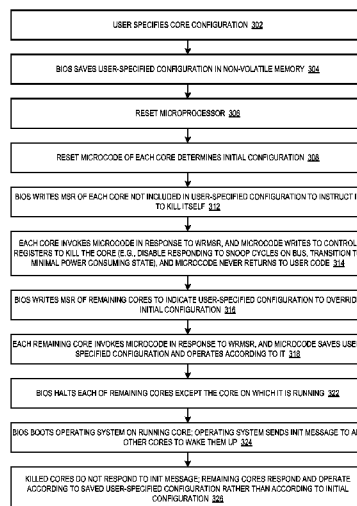 USER SPECIFIES CORE CONFIGURATION 302
BIOS SAVES USER-SPECIFIED CONFIGURATION IN NON-VOLATILE MEMORY 304
RESET MICROPROCESSOR 306
RESET MICROCODE OF EACH CORE DETERMINES INITIAL CONFIGURATION 308
BIOS WRITES MSR OF EACH CORE NOT INCLUDED IN USER-SPECIFIED CONFIGURATION TO INSTRUCT IT
TO KILL ITSELF 312
EACH CORE INVOKES MICROCODE IN RESPONSE TO WRMSR, AND MICROCODE WRITES TO CONTROL
REGISTERS TO KILL THE CORE (E.G., DISABLE RESPONDING TO SNOOP CYCLES ON BUS, TRANSITION TO
MINIMAL POWER CONSUMING STATE), AND MICROCODE NEVER RETURNS TO USER CODE 314
BIOS WRITES MSR OF REMAINING CORES TO INDICATE USER-SPECIFIED CONFIGURATION TO OVERRIDE
INITIAL CONFIGURATION 316
EACH REMAINING CORE INVOKES MICROCODE IN RESPONSE TO WRMSR, AND MICROCODE SAVES USER-
SPECIFIED CONFIGURATION AND OPERATES ACCORDING TO IT 318
BIOS HALTS EACH OF REMAINING CORES EXCEPT THE CORE ON WHICH IT IS RUNNING 322
BIOS BOOTS OPERATING SYSTEM ON RUNNING CORE; OPERATING SYSTEM SENDS INIT MESSAGE TO ALL
OTHER CORES TO WAKE THEM UP 324
KILLED CORES DO NOT RESPOND TO INIT MESSAGE; REMAINING CORES RESPOND AND OPERATE
ACCORDING TO SAVED USER-SPECIFIED CONFIGURATION RATHER THAN ACCORDING TO INITIAL
CONFIGURATION 326